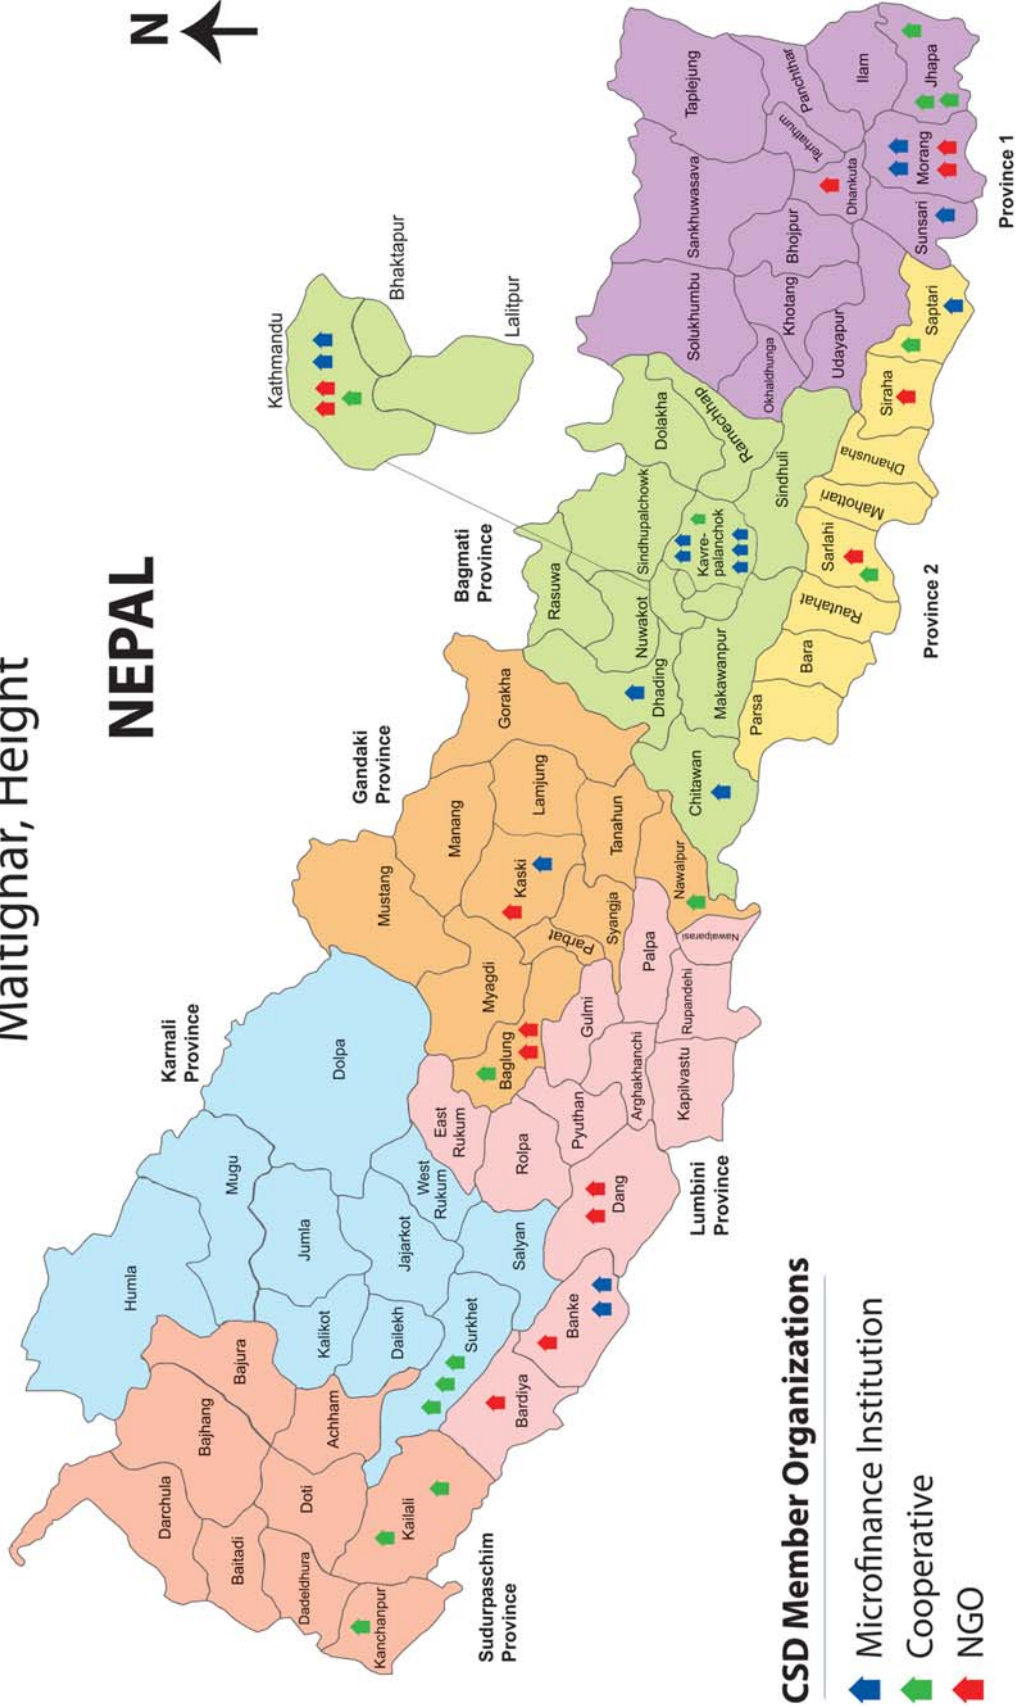 Maitighar, Height
NEPAL
N
Karnali
Province
Gandaki
Province
Bagmati
Province
Kathmandu
Bhaktapur
Lalitpur
Humla
Mugu
Dolpa
Jumla
Kalikot
Jajarkot
West
Rukum
Dailekh
Surkhet
Salyan
Darchula
Bajhang
Bajura
Baitadi
Doti
Achham
Dadeldhura
Kanchanpur
Kailali
Sudurpaschim
Province
Mustang
Manang
Gorakha
Myagdi
Kaski
Lamjung
Baglung
Parbat
Syangja
Tanahun
Nawalpur
East
Rukum
Rolpa
Pyuthan
Gulmi
Palpa
Arghakhanchi
Nawalparasi
Rupandehi
Kapilvastu
Dang
Banke
Bardiya
Lumbini
Province
Rasuwa
Nuwakot
Dhading
Sindhupalchowk
Dolakha
Ramechhap
Kavre-
palanchok
Sindhuli
Makawanpur
Chitawan
Parsa
Bara
Rautahat
Sarlahi
Mahottari
Dhanusha
Siraha
Saptari
Province 2
Solukhumbu
Sankhuwasava
Taplejung
Okhaldhunga
Khotang
Bhojpur
Terhathum
Panchthar
Udayapur
Dhankuta
Ilam
Sunsari
Morang
Jhapa
Province 1
CSD Member Organizations
Microfinance Institution
Cooperative
NGO